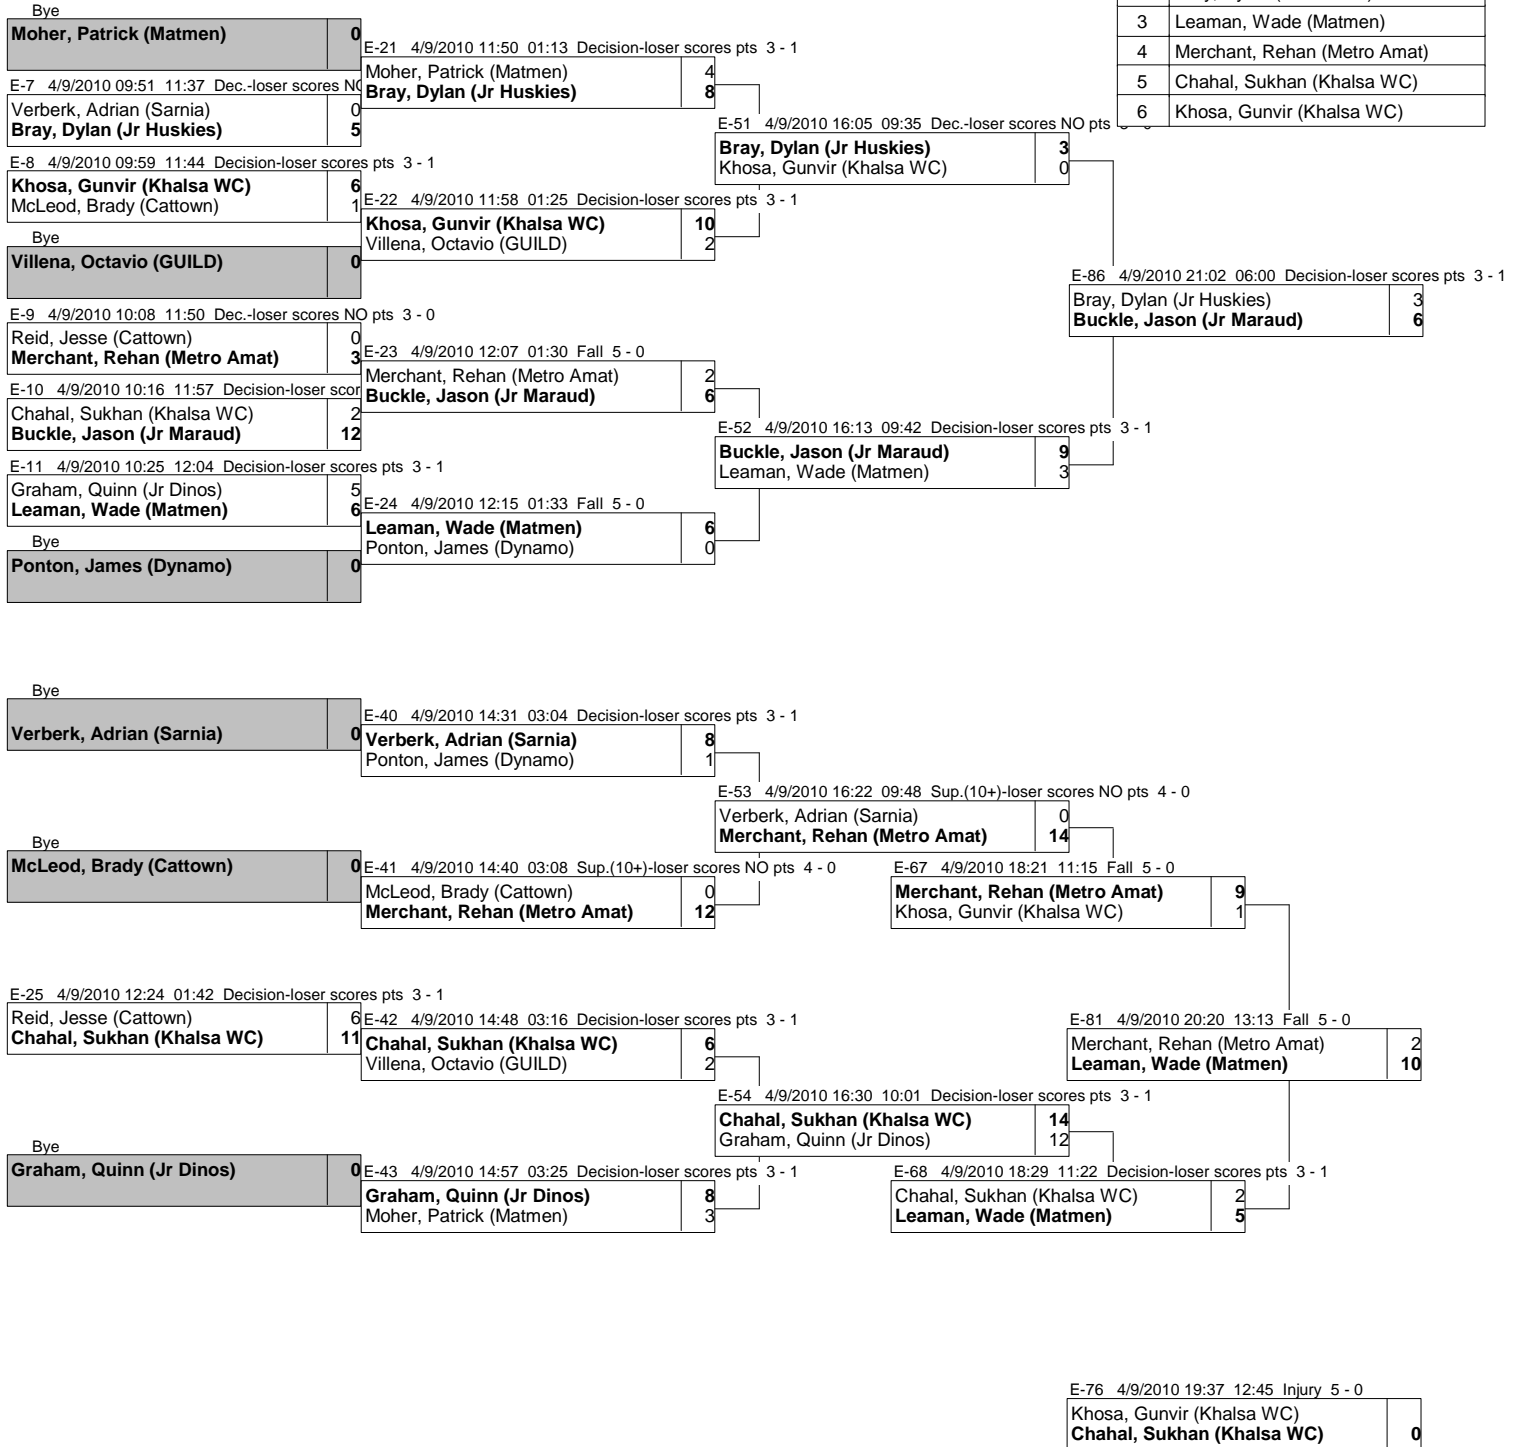 Bye
Moher, Patrick (Matmen) 0
E-7 4/9/2010 09:51 11:37 Dec.-loser scores NO
Verberk, Adrian (Sarnia) 0
Bray, Dylan (Jr Huskies) 5
E-8 4/9/2010 09:59 11:44 Decision-loser scores pts 3 - 1
Khosa, Gunvir (Khalsa WC) 6
McLeod, Brady (Cattown) 1
Bye
Villena, Octavio (GUILD) 0
E-9 4/9/2010 10:08 11:50 Dec.-loser scores NO pts 3 - 0
Reid, Jesse (Cattown) 0
Merchant, Rehan (Metro Amat) 3
E-10 4/9/2010 10:16 11:57 Decision-loser scor
Chahal, Sukhan (Khalsa WC) 2
Buckle, Jason (Jr Maraud) 12
E-11 4/9/2010 10:25 12:04 Decision-loser scores pts 3 - 1
Graham, Quinn (Jr Dinos) 5
Leaman, Wade (Matmen) 6
Bye
Ponton, James (Dynamo) 0
E-21 4/9/2010 11:50 01:13 Decision-loser scores pts 3 - 1
Moher, Patrick (Matmen) 4
Bray, Dylan (Jr Huskies) 8
E-22 4/9/2010 11:58 01:25 Decision-loser scores pts 3 - 1
Khosa, Gunvir (Khalsa WC) 10
Villena, Octavio (GUILD) 2
E-23 4/9/2010 12:07 01:30 Fall 5 - 0
Merchant, Rehan (Metro Amat) 2
Buckle, Jason (Jr Maraud) 6
E-24 4/9/2010 12:15 01:33 Fall 5 - 0
Leaman, Wade (Matmen) 6
Ponton, James (Dynamo) 0
E-51 4/9/2010 16:05 09:35 Dec.-loser scores NO pts
Bray, Dylan (Jr Huskies) 3
Khosa, Gunvir (Khalsa WC) 0
E-52 4/9/2010 16:13 09:42 Decision-loser scores pts 3 - 1
Buckle, Jason (Jr Maraud) 9
Leaman, Wade (Matmen) 3
3 Leaman, Wade (Matmen)
4 Merchant, Rehan (Metro Amat)
5 Chahal, Sukhan (Khalsa WC)
6 Khosa, Gunvir (Khalsa WC)
E-86 4/9/2010 21:02 06:00 Decision-loser scores pts 3 - 1
Bray, Dylan (Jr Huskies) 3
Buckle, Jason (Jr Maraud) 6
Bye
Verberk, Adrian (Sarnia) 0
Bye
McLeod, Brady (Cattown) 0
E-25 4/9/2010 12:24 01:42 Decision-loser scores pts 3 - 1
Reid, Jesse (Cattown) 6
Chahal, Sukhan (Khalsa WC) 11
Bye
Graham, Quinn (Jr Dinos) 0
E-40 4/9/2010 14:31 03:04 Decision-loser scores pts 3 - 1
Verberk, Adrian (Sarnia) 8
Ponton, James (Dynamo) 1
E-41 4/9/2010 14:40 03:08 Sup.(10+)-loser scores NO pts 4 - 0
McLeod, Brady (Cattown) 0
Merchant, Rehan (Metro Amat) 12
E-42 4/9/2010 14:48 03:16 Decision-loser scores pts 3 - 1
Chahal, Sukhan (Khalsa WC) 6
Villena, Octavio (GUILD) 2
E-43 4/9/2010 14:57 03:25 Decision-loser scores pts 3 - 1
Graham, Quinn (Jr Dinos) 8
Moher, Patrick (Matmen) 3
E-53 4/9/2010 16:22 09:48 Sup.(10+)-loser scores NO pts 4 - 0
Verberk, Adrian (Sarnia) 0
Merchant, Rehan (Metro Amat) 14
E-54 4/9/2010 16:30 10:01 Decision-loser scores pts 3 - 1
Chahal, Sukhan (Khalsa WC) 14
Graham, Quinn (Jr Dinos) 12
E-67 4/9/2010 18:21 11:15 Fall 5 - 0
Merchant, Rehan (Metro Amat) 9
Khosa, Gunvir (Khalsa WC) 1
E-68 4/9/2010 18:29 11:22 Decision-loser scores pts 3 - 1
Chahal, Sukhan (Khalsa WC) 2
Leaman, Wade (Matmen) 5
E-81 4/9/2010 20:20 13:13 Fall 5 - 0
Merchant, Rehan (Metro Amat) 2
Leaman, Wade (Matmen) 10
E-76 4/9/2010 19:37 12:45 Injury 5 - 0
Khosa, Gunvir (Khalsa WC)
Chahal, Sukhan (Khalsa WC) 0